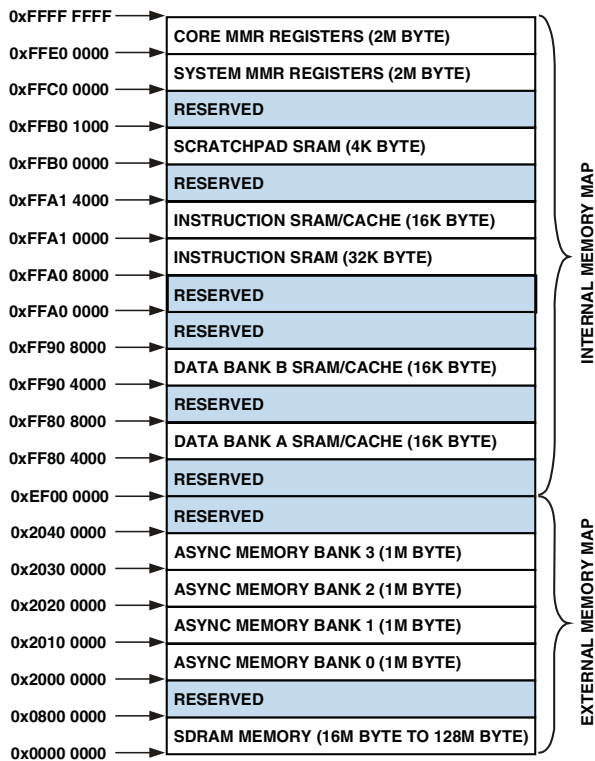 0xFFFF FFFF
CORE MMR REGISTERS (2M BYTE)
0xFFE0 0000
SYSTEM MMR REGISTERS (2M BYTE)
0xFFC0 0000
RESERVED
0xFFB0 1000
SCRATCHPAD SRAM (4K BYTE)
0xFFB0 0000
RESERVED
0xFFA1 4000
INSTRUCTION SRAM/CACHE (16K BYTE)
0xFFA1 0000
INSTRUCTION SRAM (32K BYTE)
0xFFA0 8000
RESERVED
0xFFA0 0000
RESERVED
0xFF90 8000
DATA BANK B SRAM/CACHE (16K BYTE)
0xFF90 4000
RESERVED
0xFF80 8000
DATA BANK A SRAM/CACHE (16K BYTE)
0xFF80 4000
RESERVED
0xEF00 0000
RESERVED
0x2040 0000
ASYNC MEMORY BANK 3 (1M BYTE)
0x2030 0000
ASYNC MEMORY BANK 2 (1M BYTE)
0x2020 0000
ASYNC MEMORY BANK 1 (1M BYTE)
0x2010 0000
ASYNC MEMORY BANK 0 (1M BYTE)
0x2000 0000
RESERVED
0x0800 0000
SDRAM MEMORY (16M BYTE TO 128M BYTE)
0x0000 0000
INTERNAL MEMORY MAP
EXTERNAL MEMORY MAP